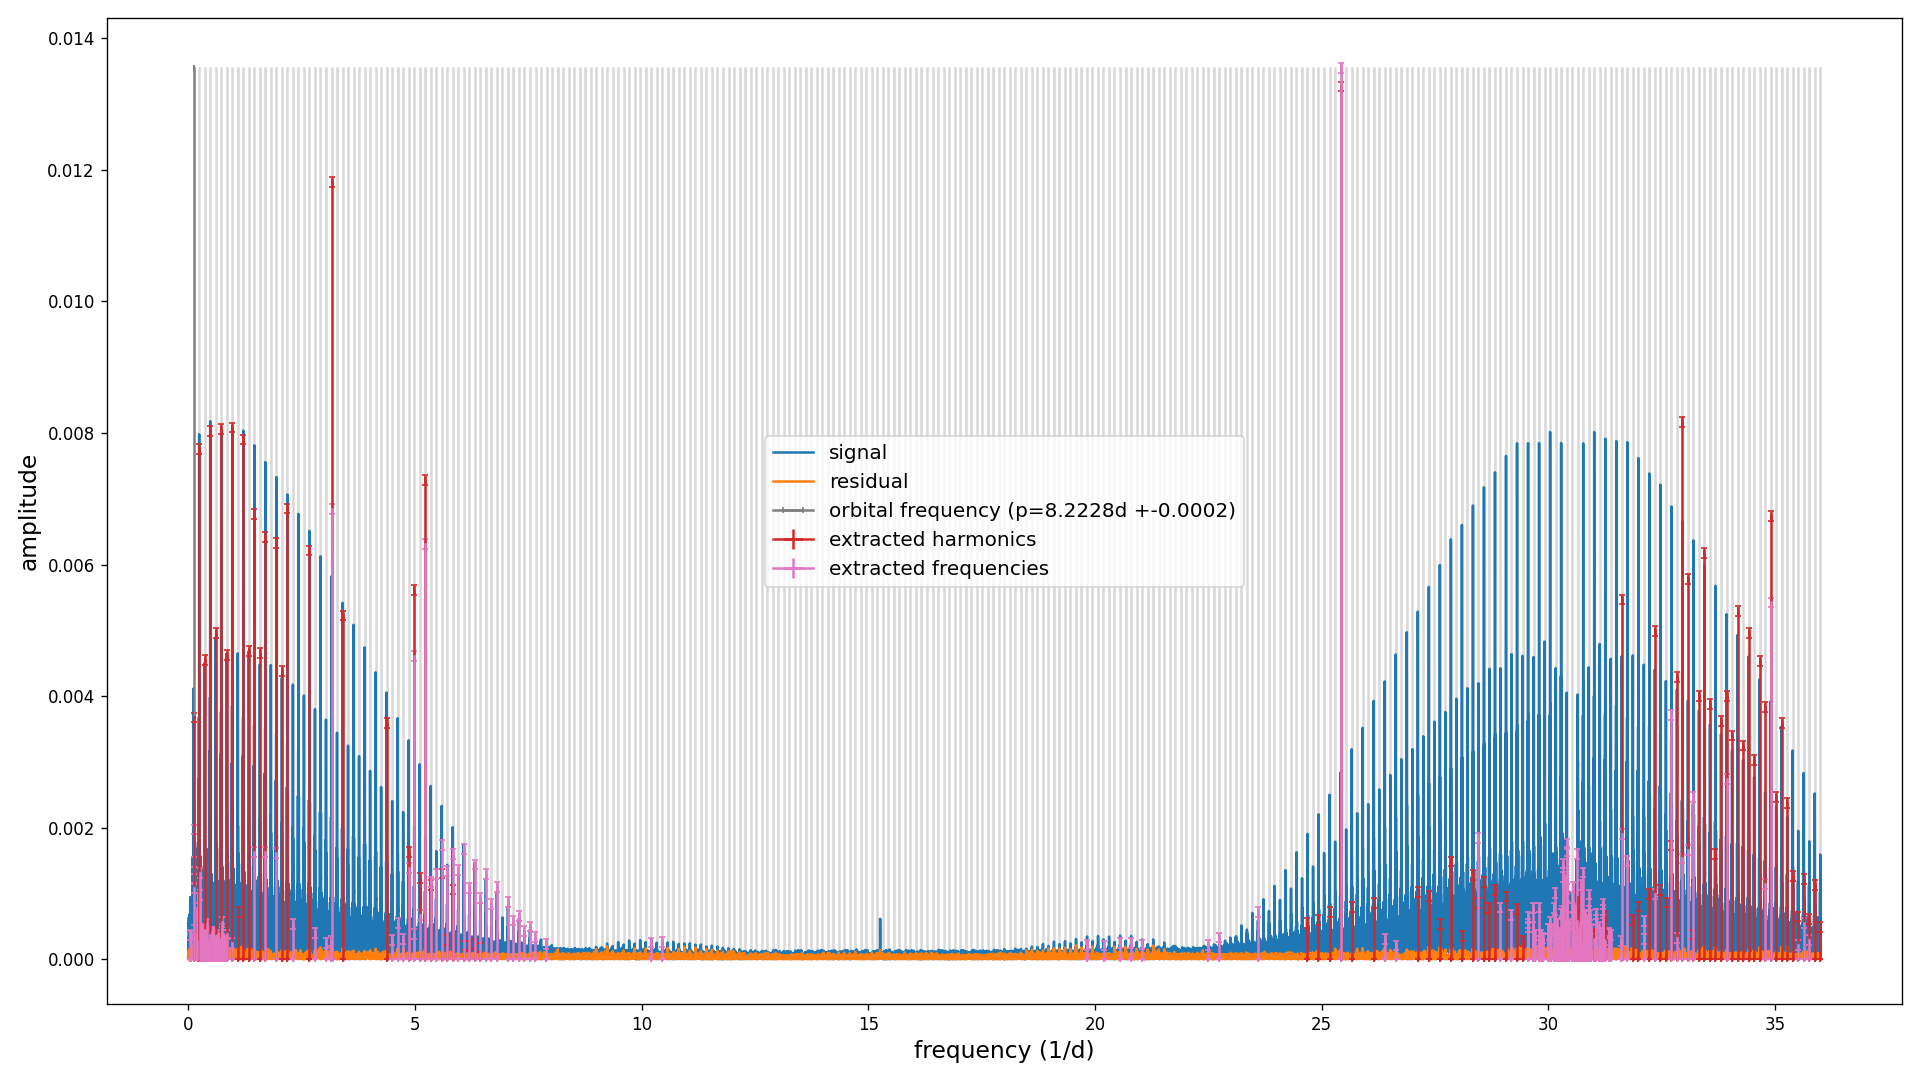 0.014
0.012
0.010
0.008
0.006
0.004
0.002
0.000
amplitude
signal
residual
orbital frequency (p=8.2228d +-0.0002)
extracted harmonics
extracted frequencies
0 5 10 15 20 25 30 35
frequency (1/d)